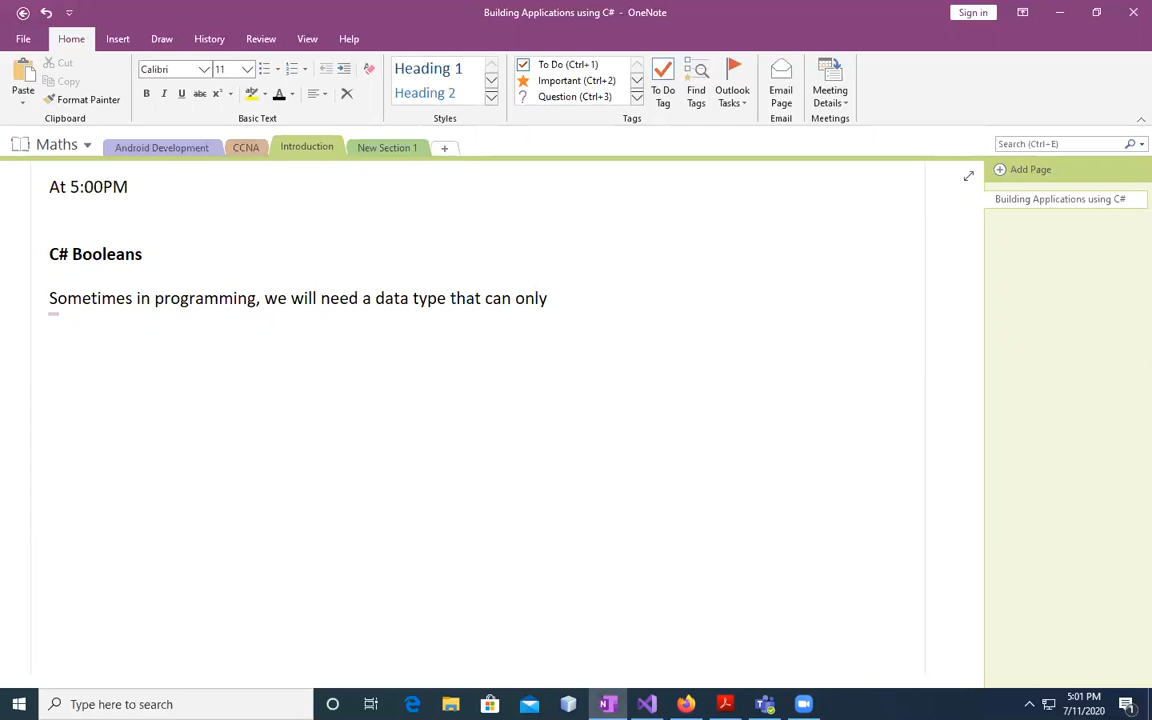 Building Applications using C# - OneNote
Sign in
File Home Insert Draw History Review View Help
Paste
Cut
Copy
Format Painter
Clipboard
Calibri 11
B I U abc x²
A
Basic Text
Heading 1
Heading 2
Styles
To Do (Ctrl+1)
Important (Ctrl+2)
Question (Ctrl+3)
Tags
To Do Tag
Find Tags
Outlook Tasks
Email Page
Email
Meeting Details
Meetings
Maths
Android Development
CCNA
Introduction
New Section 1
Search (Ctrl+E)
Add Page
Building Applications using C#
At 5:00PM
C# Booleans
Sometimes in programming, we will need a data type that can only
Type here to search
5:01 PM
7/11/2020
1